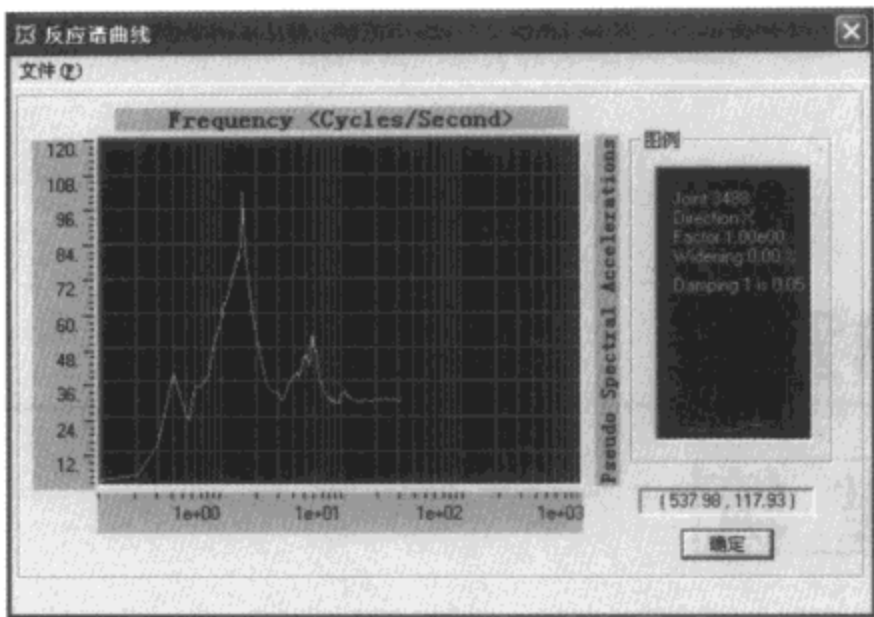 反应谱曲线
文件(F)
Frequency <Cycles/Second>
120.
108.
96.
84.
72.
60.
48.
36.
24.
12.
1e+00
1e+01
1e+02
1e+03
Pseudo Spectral Accelerations
图例
Joint 3488
Direction X
Factor 1.00e00
Widening 0.00 %
Damping 1 is 0.05
(537.98 , 117.93)
确定